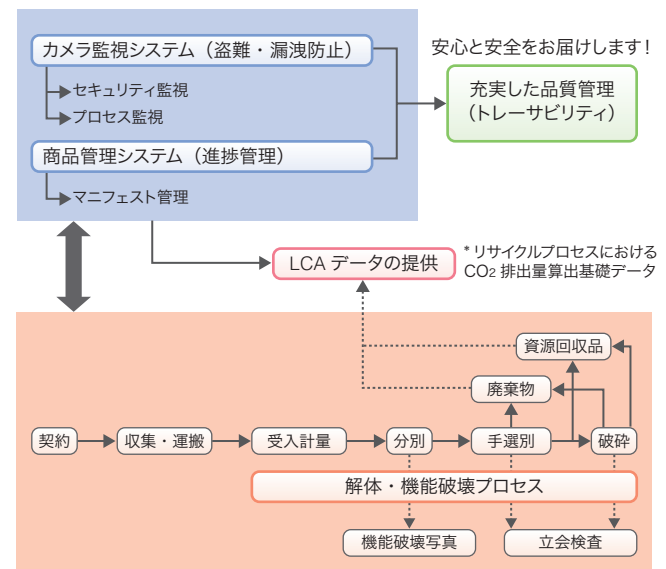 カメラ監視システム（盗難・漏洩防止）
セキュリティ監視
プロセス監視
商品管理システム（進捗管理）
マニフェスト管理
安心と安全をお届けします！
充実した品質管理
（トレーサビリティ）
LCA データの提供
* リサイクルプロセスにおける
CO2 排出量算出基礎データ
資源回収品
廃棄物
契約
収集・運搬
受入計量
分別
手選別
破砕
解体・機能破壊プロセス
機能破壊写真
立会検査